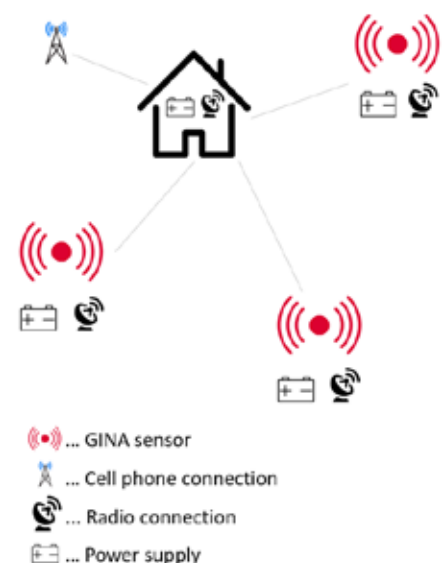 ... GINA sensor
... Cell phone connection
... Radio connection
... Power supply